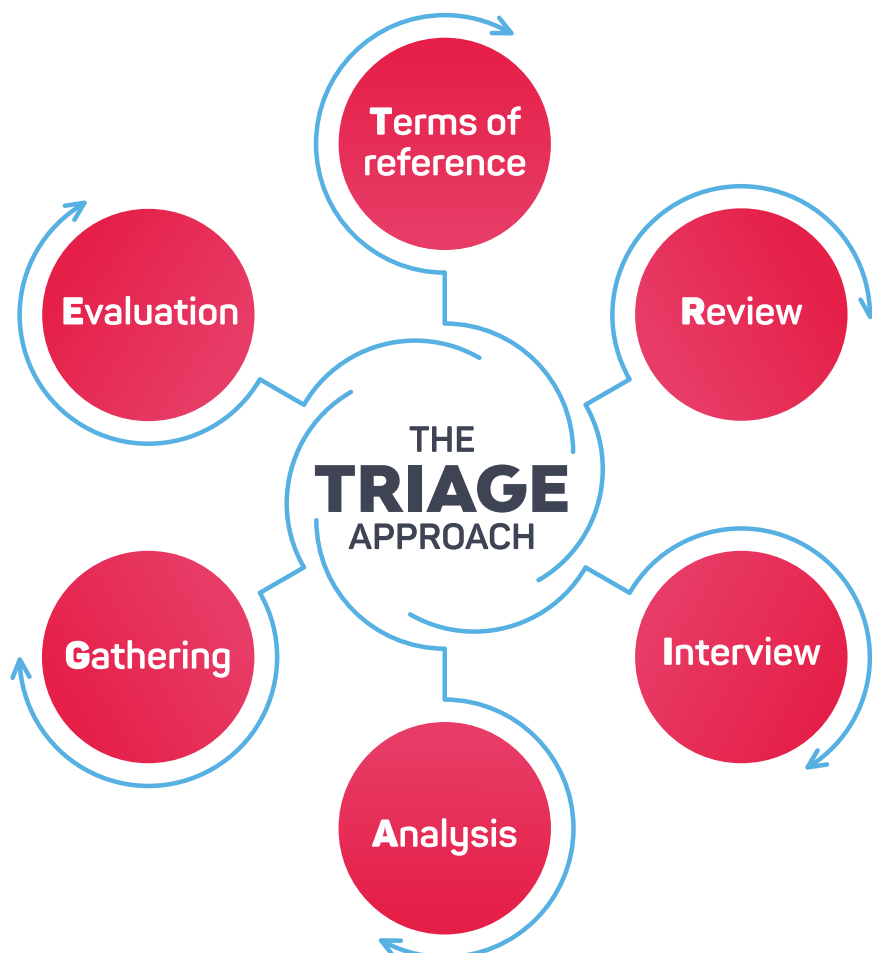 THE
TRIAGE
APPROACH
Terms of
reference
Review
Interview
Analysis
Gathering
Evaluation